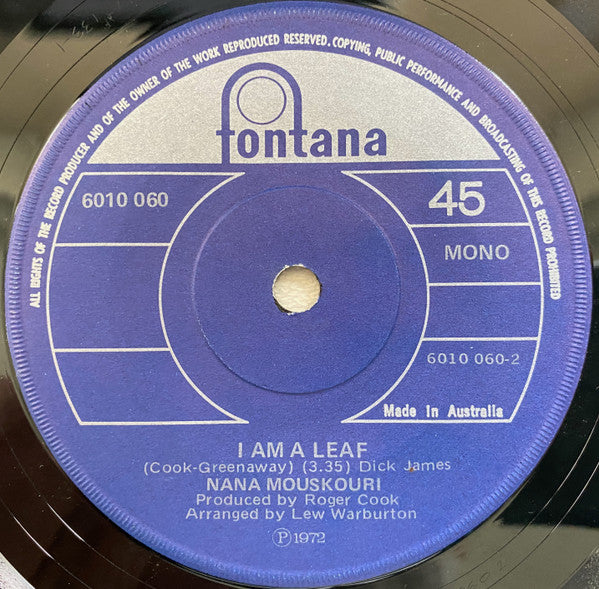 ALL RIGHTS OF THE RECORD PRODUCER AND OF THE OWNER OF THE WORK REPRODUCED RESERVED. COPYING, PUBLIC PERFORMANCE AND BROADCASTING OF THIS RECORD PROHIBITED
fontana
6010 060
45
MONO
6010 060-2
Made In Australia
I AM A LEAF
(Cook-Greenaway) (3.35) Dick James
NANA MOUSKOURI
Produced by Roger Cook
Arranged by Lew Warburton
Ⓟ1972